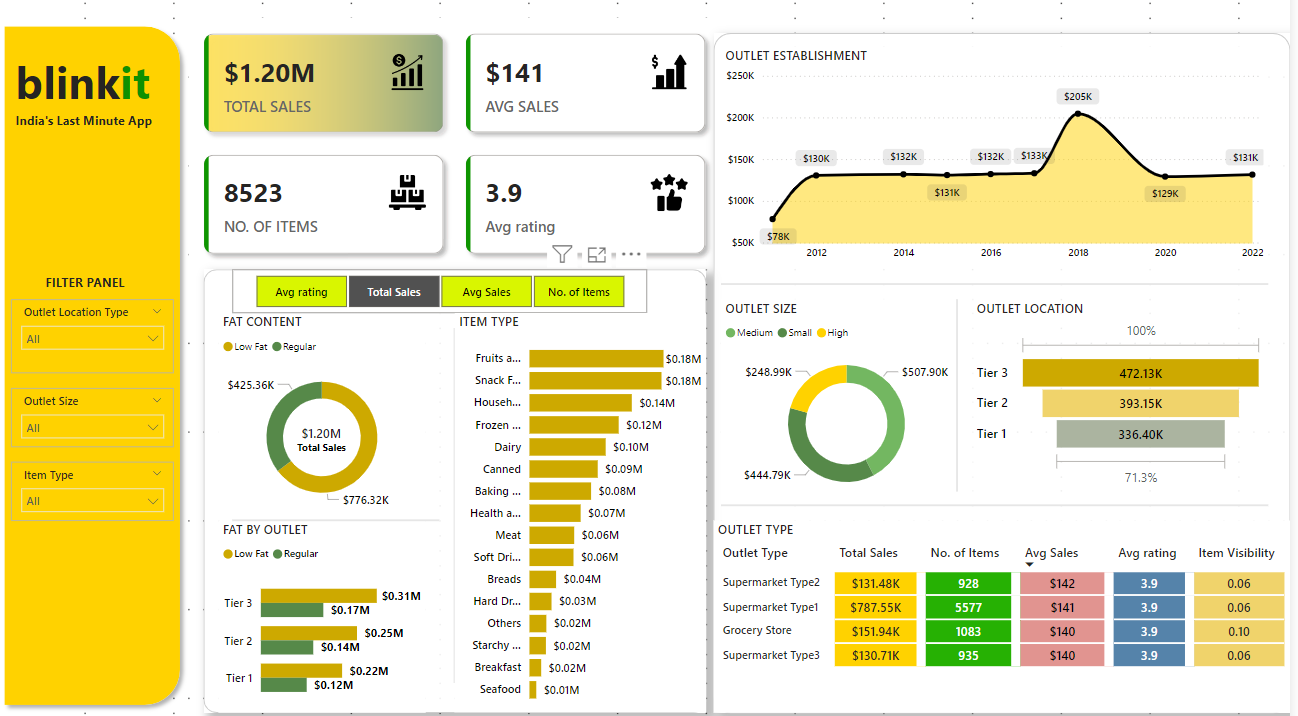 blinkit
India's Last Minute App
FILTER PANEL
Outlet Location Type
All
Outlet Size
All
Item Type
All
$1.20M
TOTAL SALES
$
$141
AVG SALES
$
8523
NO. OF ITEMS
3.9
Avg rating
Avg rating Total Sales Avg Sales No. of Items
FAT CONTENT
Low Fat Regular
$425.36K
$1.20M
Total Sales
$776.32K
FAT BY OUTLET
Low Fat Regular
Tier 3 $0.31M
$0.17M
Tier 2 $0.25M
$0.14M
Tier 1 $0.22M
$0.12M
ITEM TYPE
Fruits a... $0.18M
Snack F... $0.18M
Househ... $0.14M
Frozen ... $0.12M
Dairy $0.10M
Canned $0.09M
Baking ... $0.08M
Health a... $0.07M
Meat $0.06M
Soft Dri... $0.06M
Breads $0.04M
Hard Dr... $0.03M
Others $0.02M
Starchy ... $0.02M
Breakfast $0.02M
Seafood $0.01M
OUTLET ESTABLISHMENT
$250K
$200K
$150K
$100K
$50K
$78K $130K $132K $131K $132K $133K $205K $129K $131K
2012 2014 2016 2018 2020 2022
OUTLET SIZE
Medium Small High
$248.99K $507.90K
$444.79K
OUTLET LOCATION
100%
Tier 3 472.13K
Tier 2 393.15K
Tier 1 336.40K
71.3%
OUTLET TYPE
Outlet Type Total Sales No. of Items Avg Sales Avg rating Item Visibility
Supermarket Type2 $131.48K 928 $142 3.9 0.06
Supermarket Type1 $787.55K 5577 $141 3.9 0.06
Grocery Store $151.94K 1083 $140 3.9 0.10
Supermarket Type3 $130.71K 935 $140 3.9 0.06